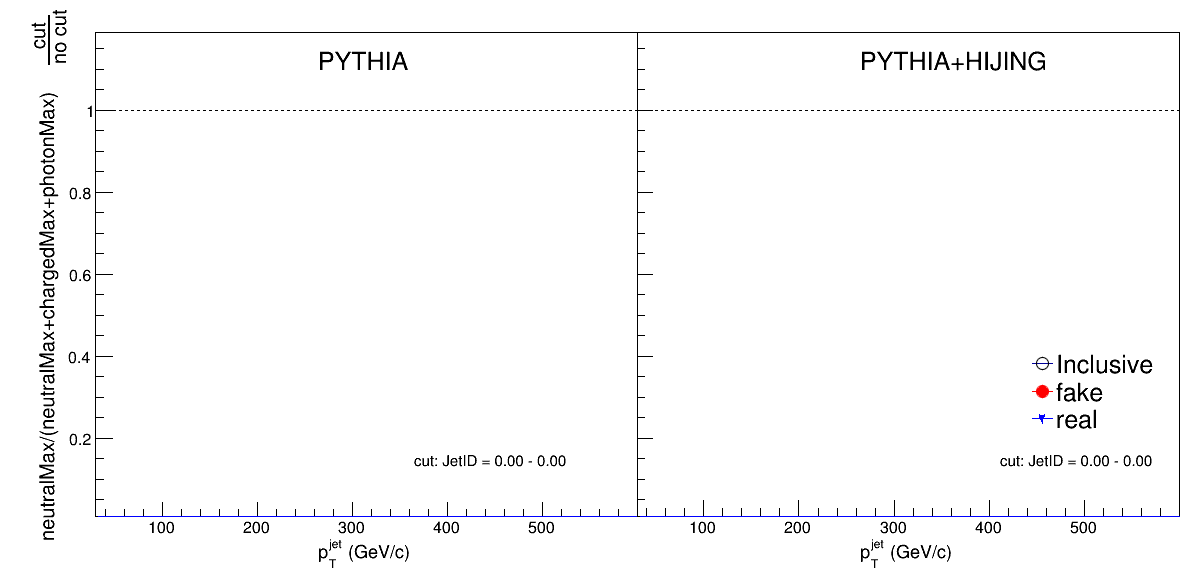 cut
no cut
neutralMax/(neutralMax+chargedMax+photonMax)
PYTHIA
1
0.8
0.6
0.4
0.2
cut: JetID = 0.00 - 0.00
100 200 300 400 500
p_T^jet (GeV/c)
PYTHIA+HIJING
Inclusive
fake
real
cut: JetID = 0.00 - 0.00
100 200 300 400 500
p_T^jet (GeV/c)